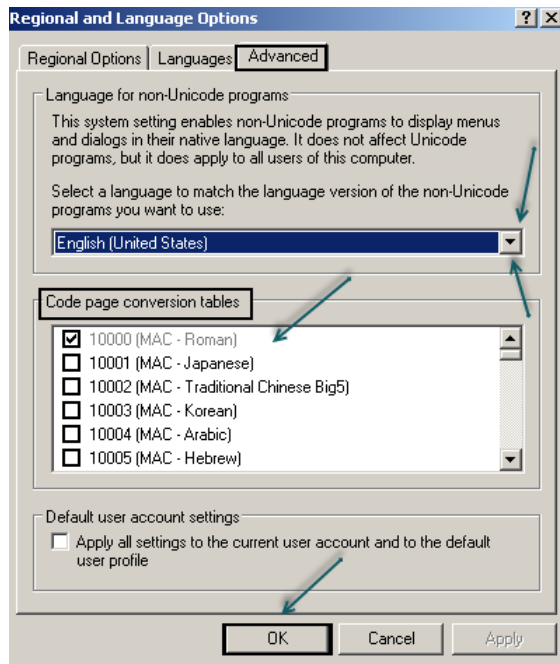 Regional and Language Options
Regional Options
Languages
Advanced
Language for non-Unicode programs
This system setting enables non-Unicode programs to display menus
and dialogs in their native language. It does not affect Unicode
programs, but it does apply to all users of this computer.
Select a language to match the language version of the non-Unicode
programs you want to use:
English (United States)
Code page conversion tables
10000 (MAC - Roman)
10001 (MAC - Japanese)
10002 (MAC - Traditional Chinese Big5)
10003 (MAC - Korean)
10004 (MAC - Arabic)
10005 (MAC - Hebrew)
Default user account settings
Apply all settings to the current user account and to the default
user profile
OK
Cancel
Apply